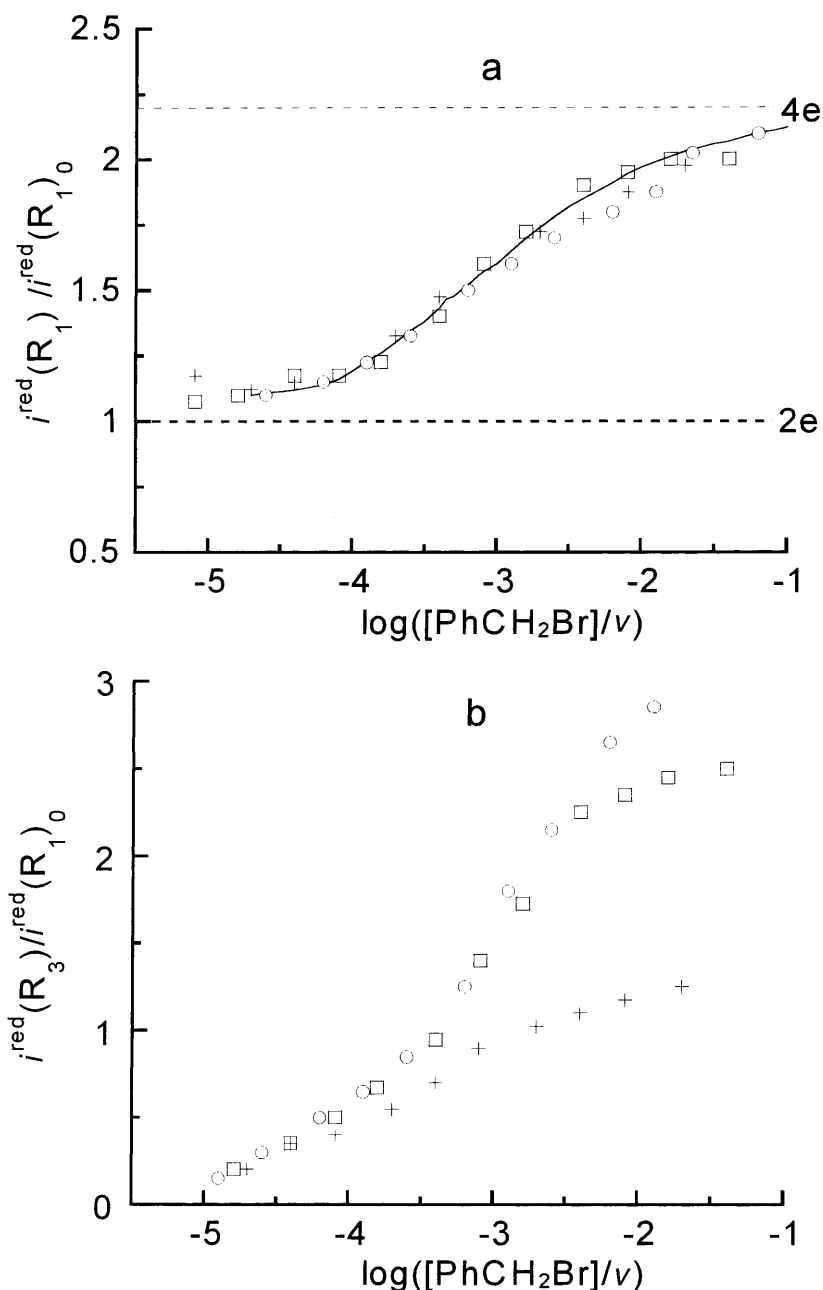 a
2.5
2
1.5
1
0.5
4e
2e
i^red(R₁)/i^red(R₁)₀
-5 -4 -3 -2 -1
log([PhCH₂Br]/v)
b
3
2
1
0
i^red(R₃)/i^red(R₁)₀
-5 -4 -3 -2 -1
log([PhCH₂Br]/v)